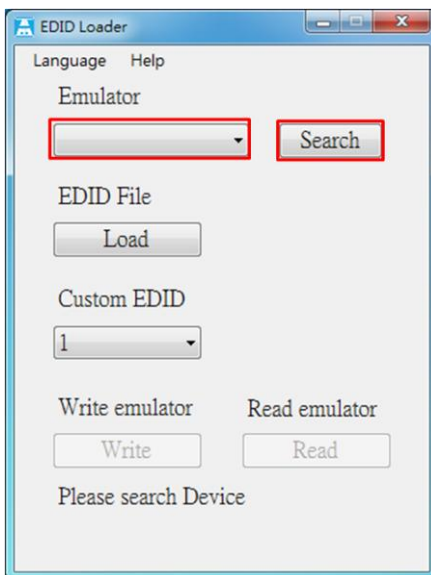 EDID Loader
Language Help
Emulator
Search
EDID File
Load
Custom EDID
1
Write emulator Read emulator
Write Read
Please search Device